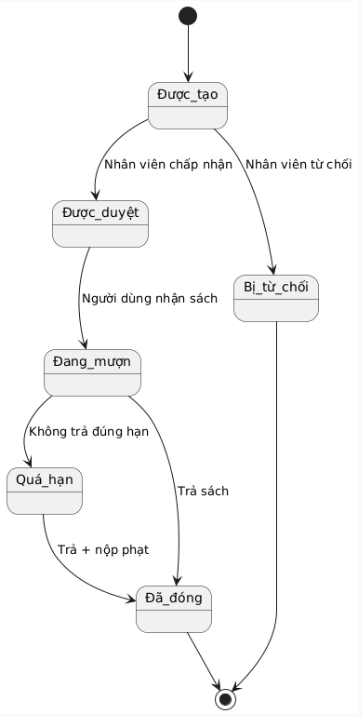 Được_tạo
Nhân viên chấp nhận
Nhân viên từ chối
Được_duyệt
Bị_từ_chối
Người dùng nhận sách
Đang_mượn
Không trả đúng hạn
Quá_hạn
Trả sách
Trả + nộp phạt
Đã_đóng